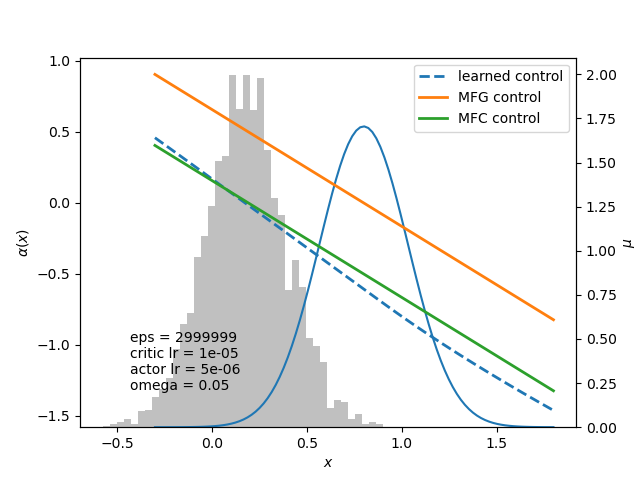 learned control
MFG control
MFC control
eps = 2999999
critic lr = 1e-05
actor lr = 5e-06
omega = 0.05
1.0
0.5
0.0
−0.5
−1.0
−1.5
α(x)
2.00
1.75
1.50
1.25
1.00
0.75
0.50
0.25
0.00
μ
−0.5
0.0
0.5
1.0
1.5
x